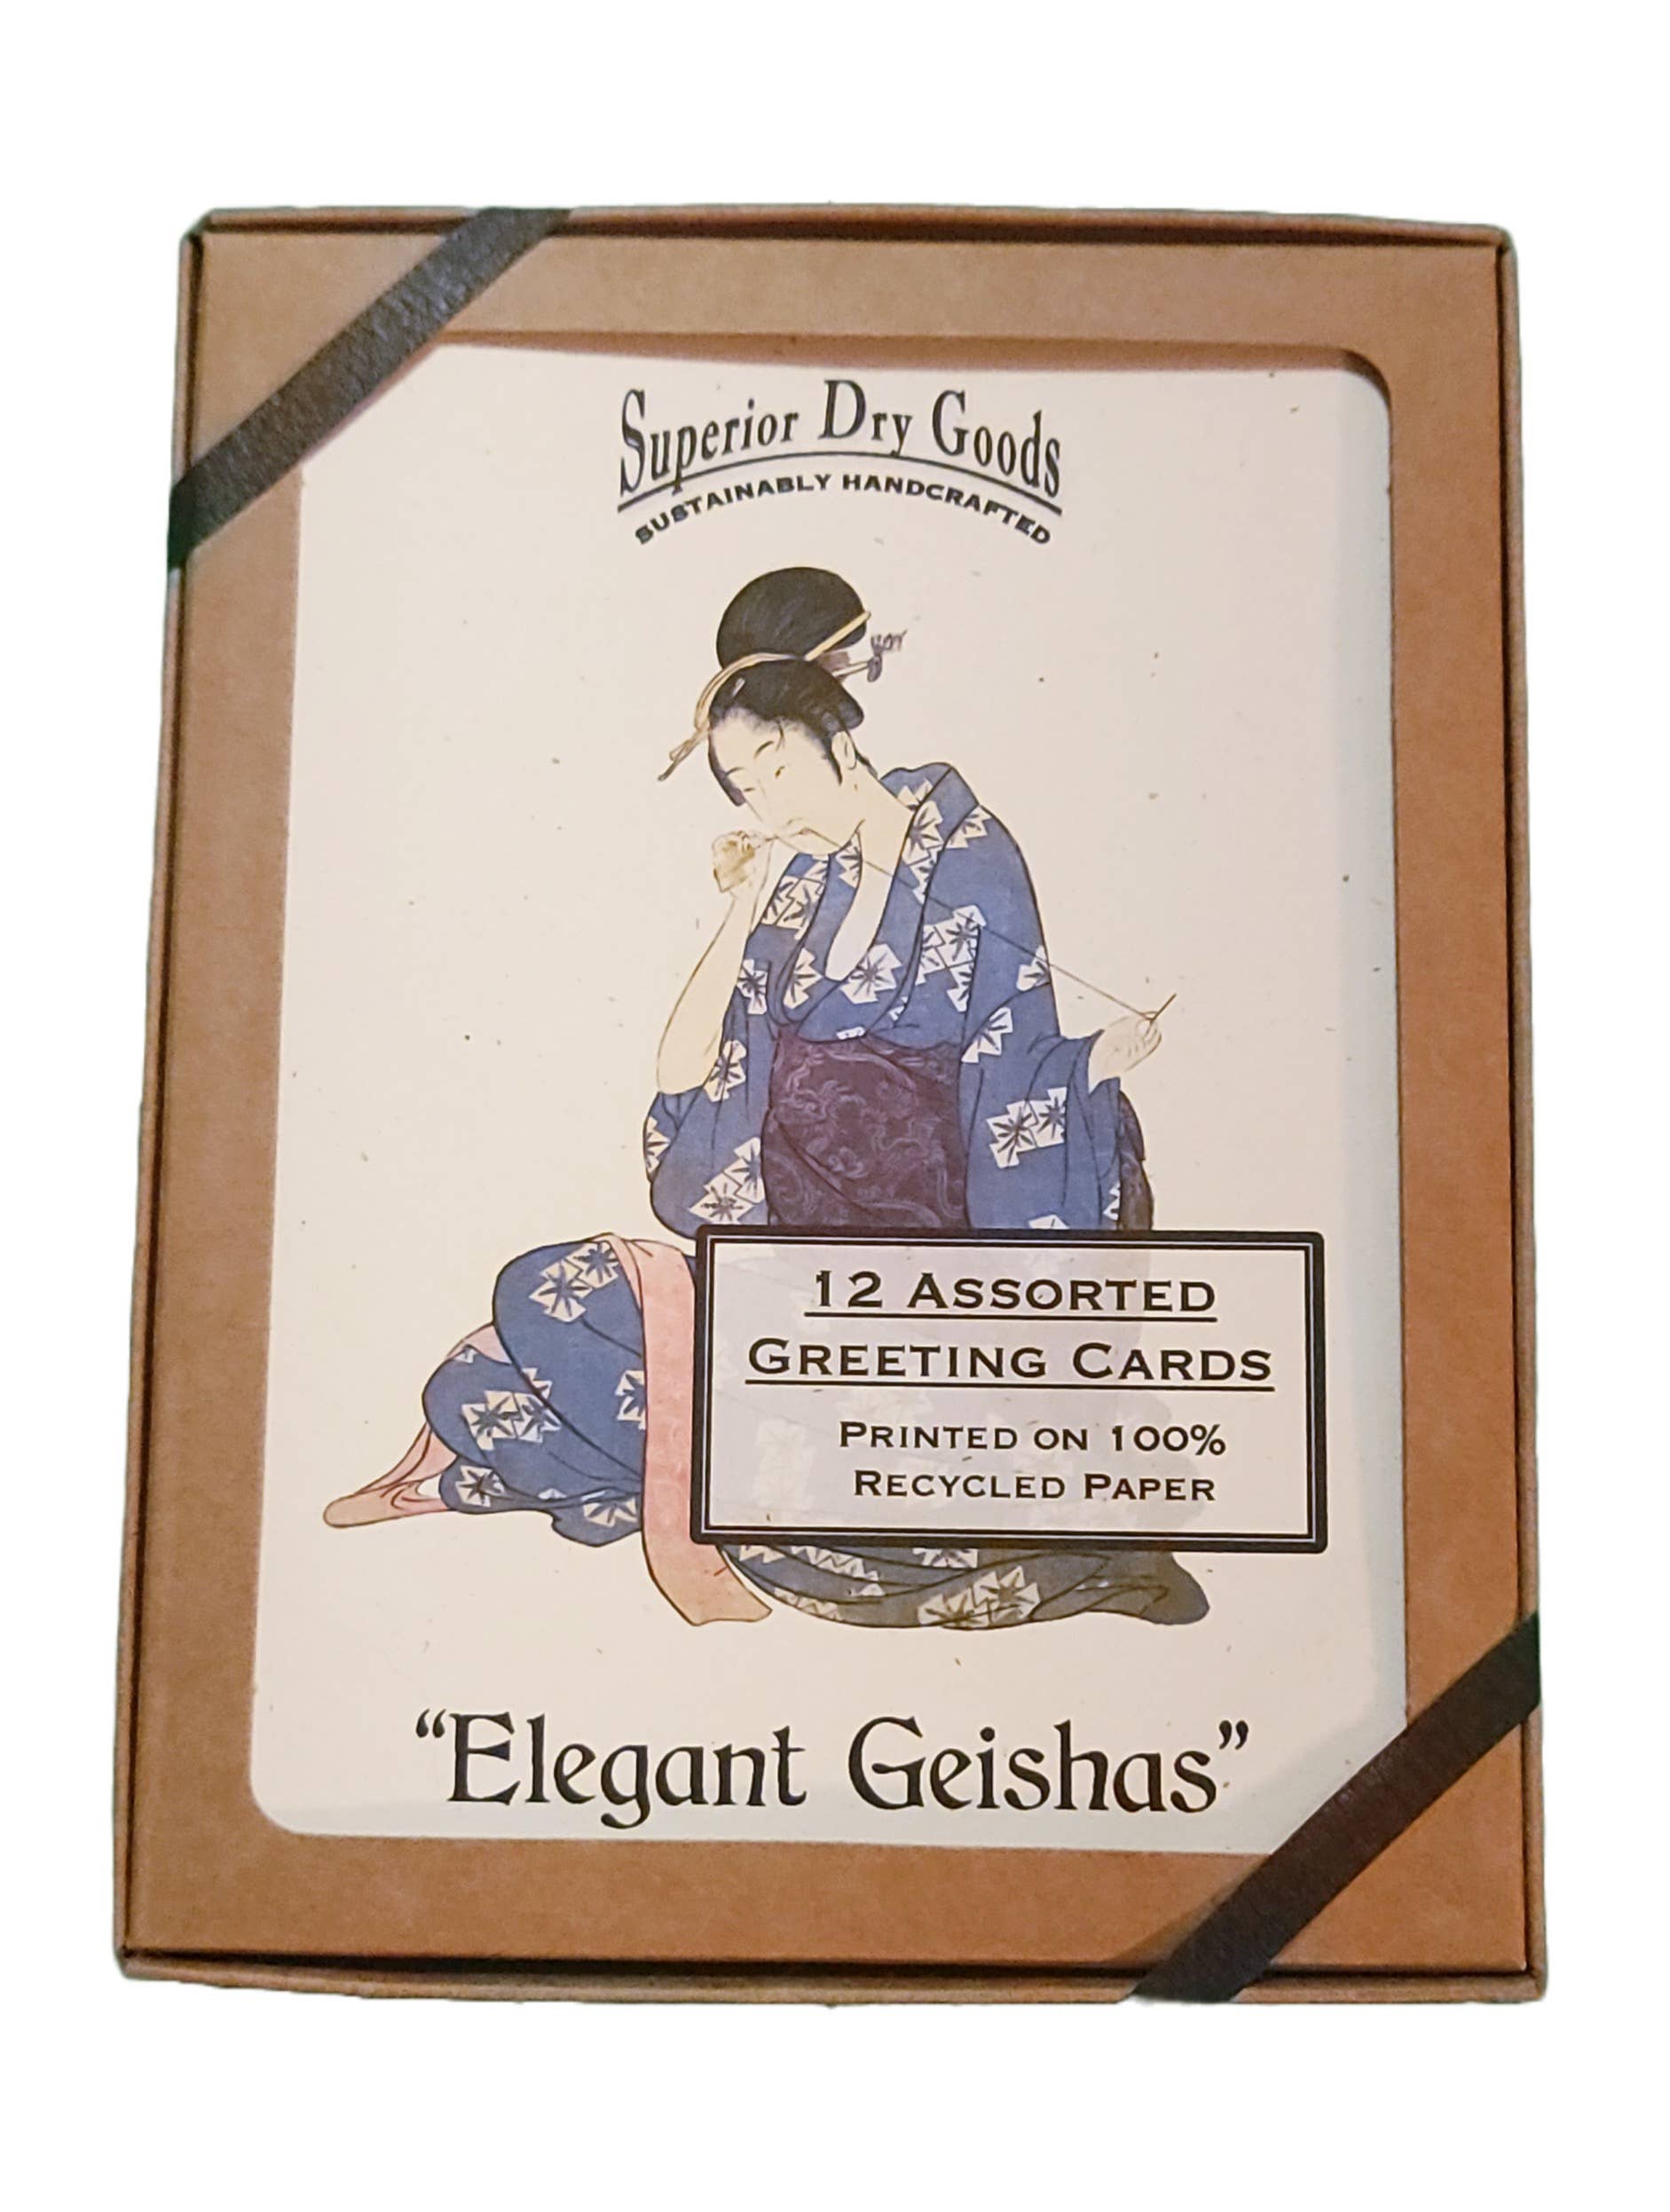 Superior Dry Goods
SUSTAINABLY HANDCRAFTED
12 ASSORTED
GREETING CARDS
PRINTED ON 100%
RECYCLED PAPER
“Elegant Geishas”